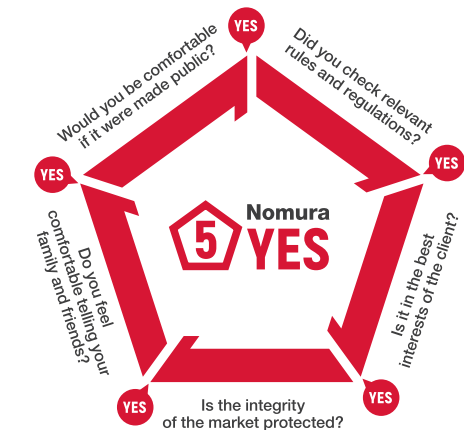 YES
Did you check relevant
rules and regulations?
YES
Is it in the best
interests of the client?
YES
Is the integrity
of the market protected?
YES
Do you feel
comfortable telling your
family and friends?
YES
Would you be comfortable
if it were made public?
5
Nomura
YES